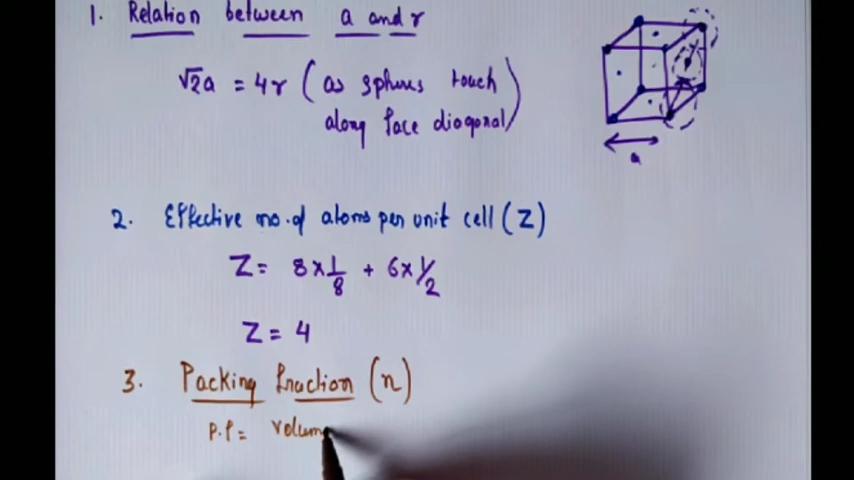 1. Relation between a and r
√2a = 4r ( as spheres touch
along face diagonal)
a
2. Effective no. of atoms per unit cell (Z)
Z = 8 x 1/8 + 6 x 1/2
Z = 4
3. Packing fraction (n)
P.f = volum